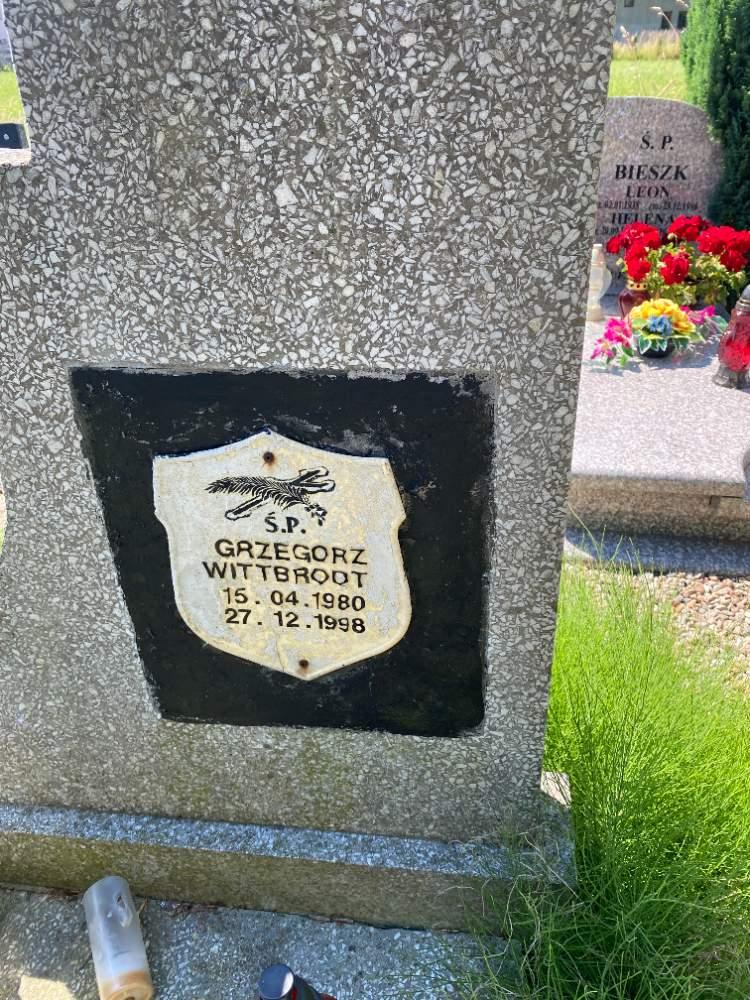 Ś.P.
GRZEGORZ
WITTBRODT
15.04.1980
27.12.1998
Ś. P.
BIESZK
LEON
HELENA